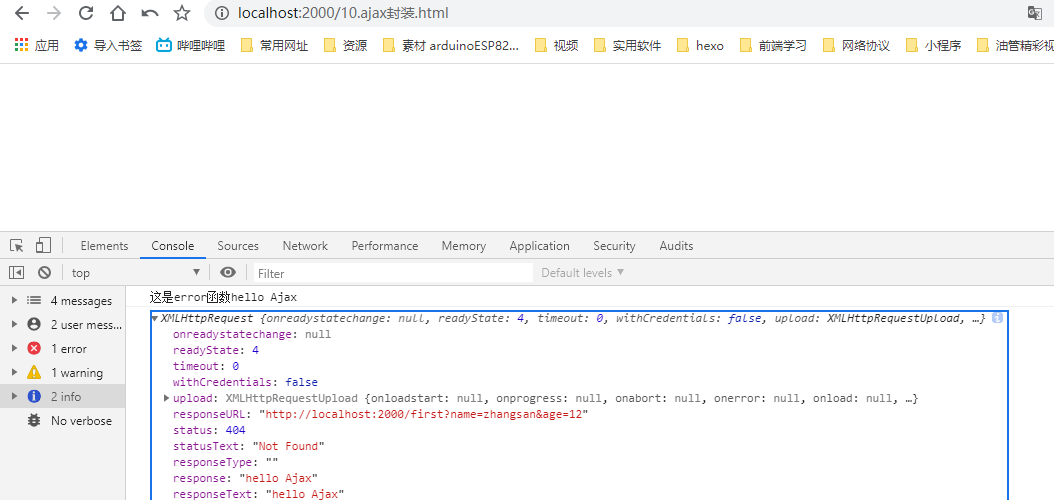 localhost:2000/10.ajax封装.html
应用 导入书签 哔哩哔哩 常用网址 资源 素材 arduinoESP82... 视频 实用软件 hexo 前端学习 网络协议 小程序 油管精彩视
Elements Console Sources Network Performance Memory Application Security Audits
top Filter Default levels
4 messages
2 user mess...
1 error
1 warning
2 info
No verbose
这是error函数hello Ajax
XMLHttpRequest {onreadystatechange: null, readyState: 4, timeout: 0, withCredentials: false, upload: XMLHttpRequestUpload, …}
onreadystatechange: null
readyState: 4
timeout: 0
withCredentials: false
upload: XMLHttpRequestUpload {onloadstart: null, onprogress: null, onabort: null, onerror: null, onload: null, …}
responseURL: "http://localhost:2000/first?name=zhangsan&age=12"
status: 404
statusText: "Not Found"
responseType: ""
response: "hello Ajax"
responseText: "hello Ajax"